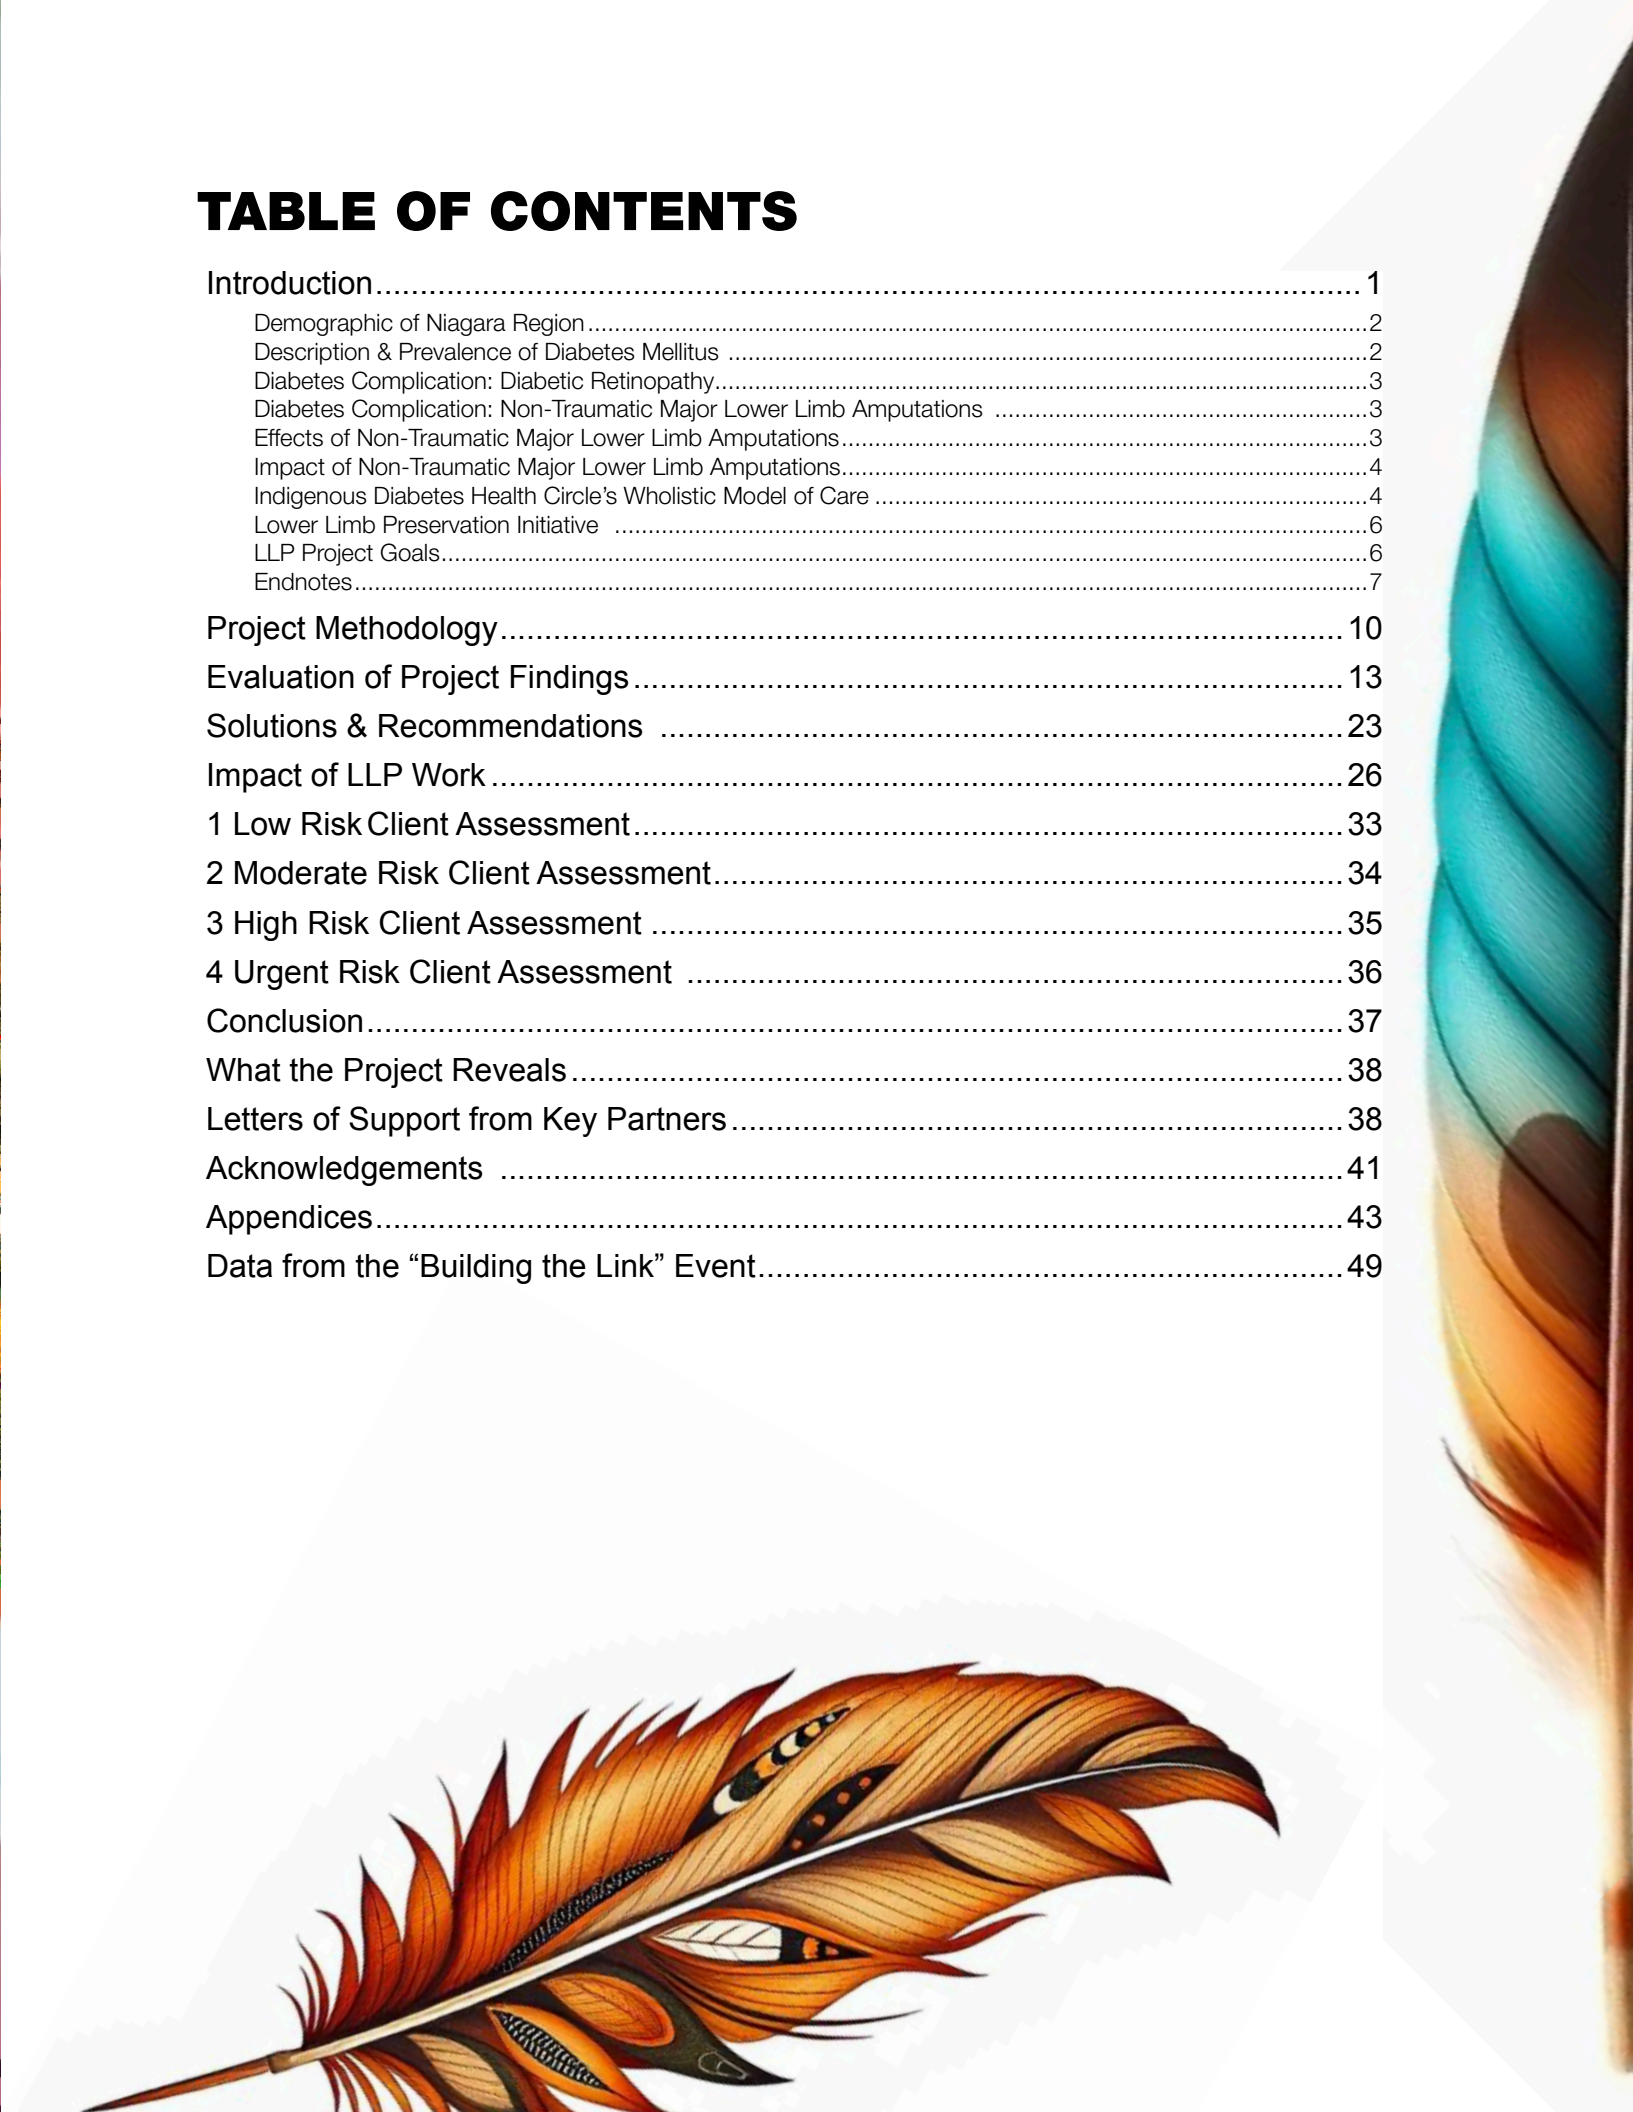 TABLE OF CONTENTS
Introduction........................................................................................................ 1
Demographic of Niagara Region........................................................................................2
Description & Prevalence of Diabetes Mellitus ........................................................................2
Diabetes Complication: Diabetic Retinopathy........................................................................3
Diabetes Complication: Non-Traumatic Major Lower Limb Amputations ........................................3
Effects of Non-Traumatic Major Lower Limb Amputations............................................................3
Impact of Non-Traumatic Major Lower Limb Amputations............................................................4
Indigenous Diabetes Health Circle’s Wholistic Model of Care ........................................................4
Lower Limb Preservation Initiative ........................................................................................6
LLP Project Goals........................................................................................................6
Endnotes........................................................................................................7
Project Methodology........................................................................................10
Evaluation of Project Findings........................................................................13
Solutions & Recommendations ........................................................................23
Impact of LLP Work........................................................................................26
1 Low Risk Client Assessment........................................................................33
2 Moderate Risk Client Assessment................................................................34
3 High Risk Client Assessment ........................................................................35
4 Urgent Risk Client Assessment ....................................................................36
Conclusion........................................................................................................37
What the Project Reveals................................................................................38
Letters of Support from Key Partners............................................................38
Acknowledgements ........................................................................................41
Appendices........................................................................................................43
Data from the “Building the Link” Event........................................................49